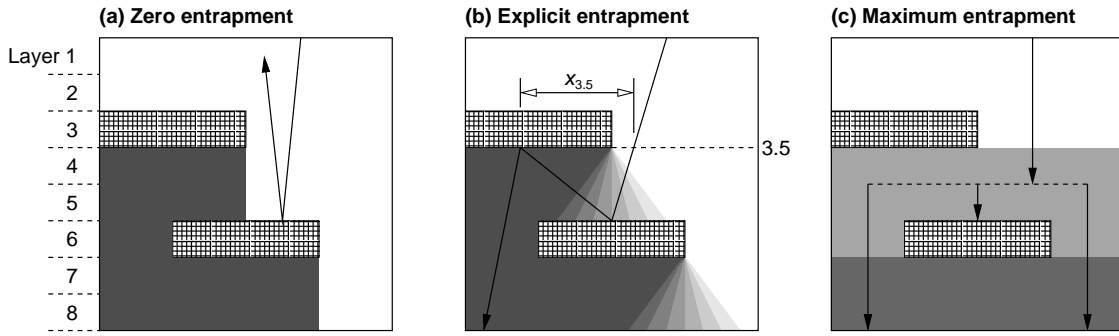 (a) Zero entrapment
(b) Explicit entrapment
(c) Maximum entrapment
Layer 1
2
3
4
5
6
7
8
x3.5
3.5